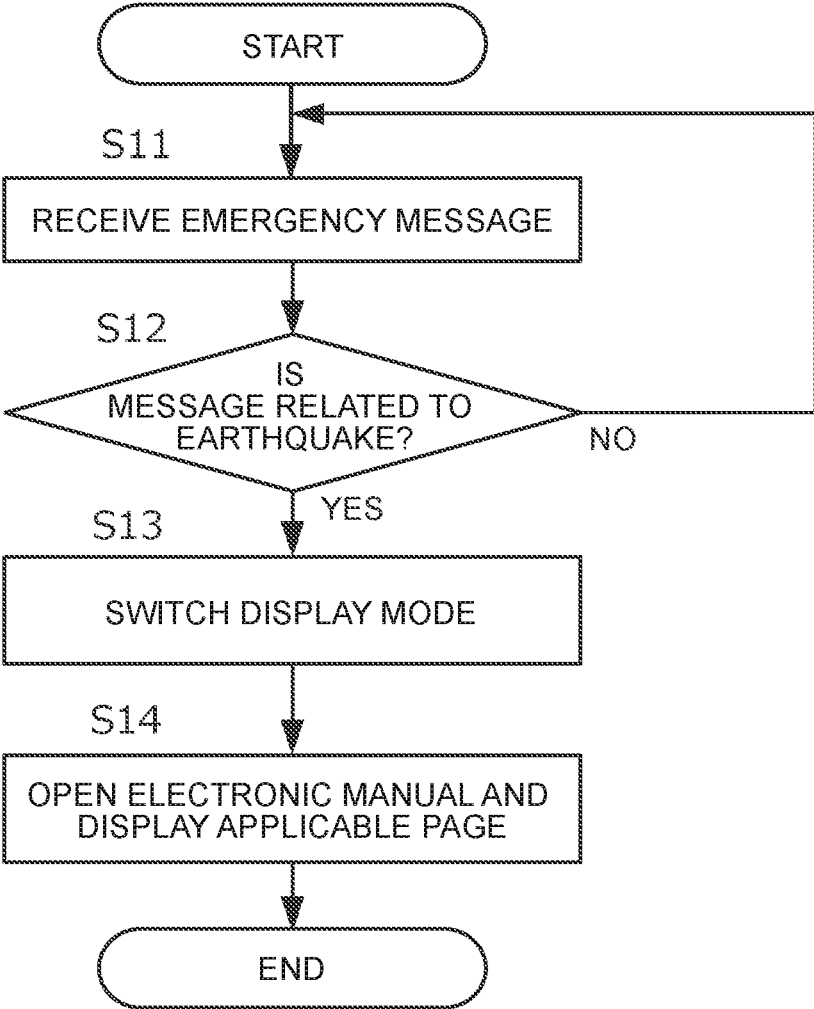 START
S11
RECEIVE EMERGENCY MESSAGE
S12
IS
MESSAGE RELATED TO
EARTHQUAKE?
NO
YES
S13
SWITCH DISPLAY MODE
S14
OPEN ELECTRONIC MANUAL AND
DISPLAY APPLICABLE PAGE
END